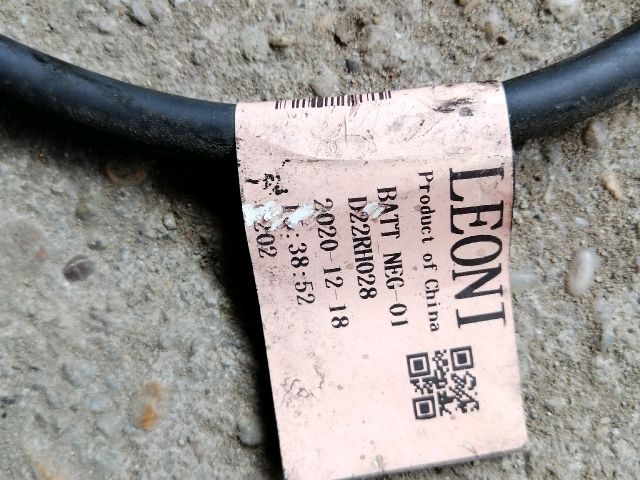 LEONI
Product of China
BATT NEG-01
D22RH028
2020-12-18
:38:52
202